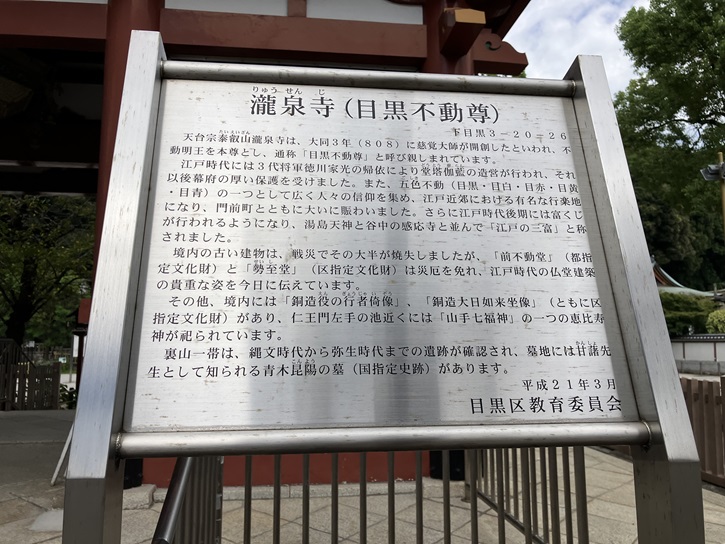 りゅうせんじ
瀧泉寺（目黒不動尊）
下目黒３－２０－２６
たいえいざん
天台宗泰叡山瀧泉寺は、大同３年（８０８）に慈覚大師が開創したといわれ、不
動明王を本尊とし、通称「目黒不動尊」と呼び親しまれています。
江戸時代には３代将軍徳川家光の帰依により堂塔伽藍の造営が行われ、それ
以後幕府の厚い保護を受けました。また、五色不動（目黒・目白・目赤・目黄
・目青）の一つとして広く人々の信仰を集め、江戸近郊における有名な行楽地
になり、門前町とともに大いに賑わいました。さらに江戸時代後期には富くじ
が行われるようになり、湯島天神と谷中の感応寺と並んで「江戸の三富」と称
されました。
境内の古い建物は、戦災でその大半が焼失しましたが、「前不動堂」（都指
定文化財）と「勢至堂」（区指定文化財）は災厄を免れ、江戸時代の仏堂建築
の貴重な姿を今日に伝えています。
その他、境内には「銅造役の行者倚像」、「銅造大日如来坐像」（ともに区
指定文化財）があり、仁王門左手の池近くには「山手七福神」の一つの恵比寿
神が祀られています。
裏山一帯は、縄文時代から弥生時代までの遺跡が確認され、墓地には甘藷先
生として知られる青木昆陽の墓（国指定史跡）があります。
平成２１年３月
目黒区教育委員会